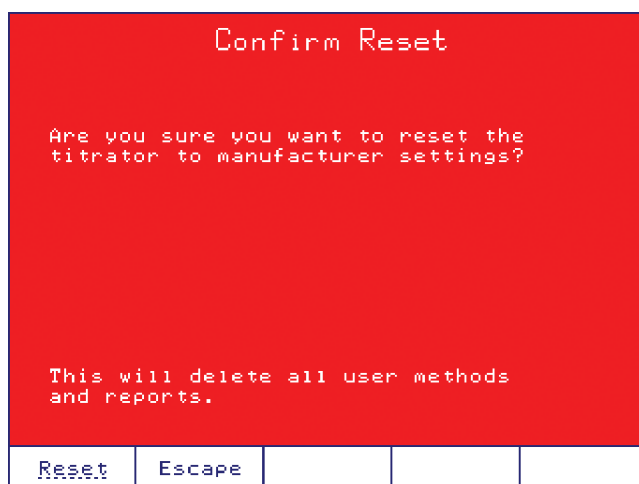 Confirm Reset
Are you sure you want to reset the
titrator to manufacturer settings?
This will delete all user methods
and reports.
Reset Escape